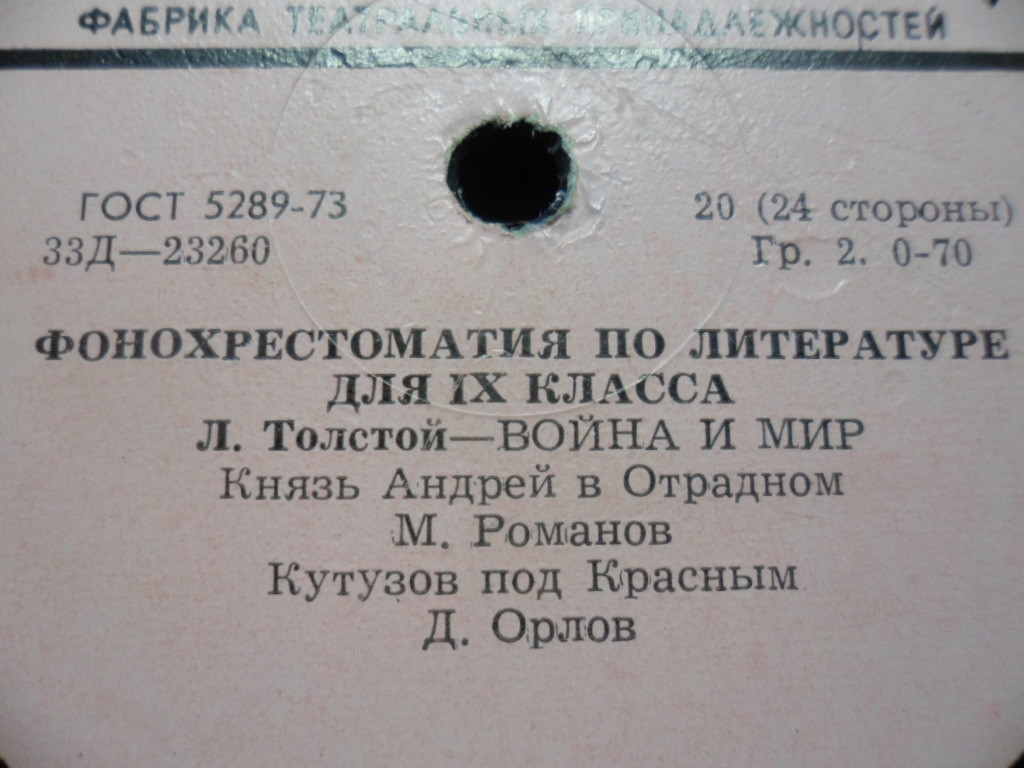 ФАБРИКА ТЕАТРАЛЬНЫХ ПРИНАДЛЕЖНОСТЕЙ
ГОСТ 5289-73
33Д—23260
20 (24 стороны)
Гр. 2. 0-70
ФОНОХРЕСТОМАТИЯ ПО ЛИТЕРАТУРЕ
ДЛЯ IX КЛАССА
Л. Толстой—ВОЙНА И МИР
Князь Андрей в Отрадном
М. Романов
Кутузов под Красным
Д. Орлов